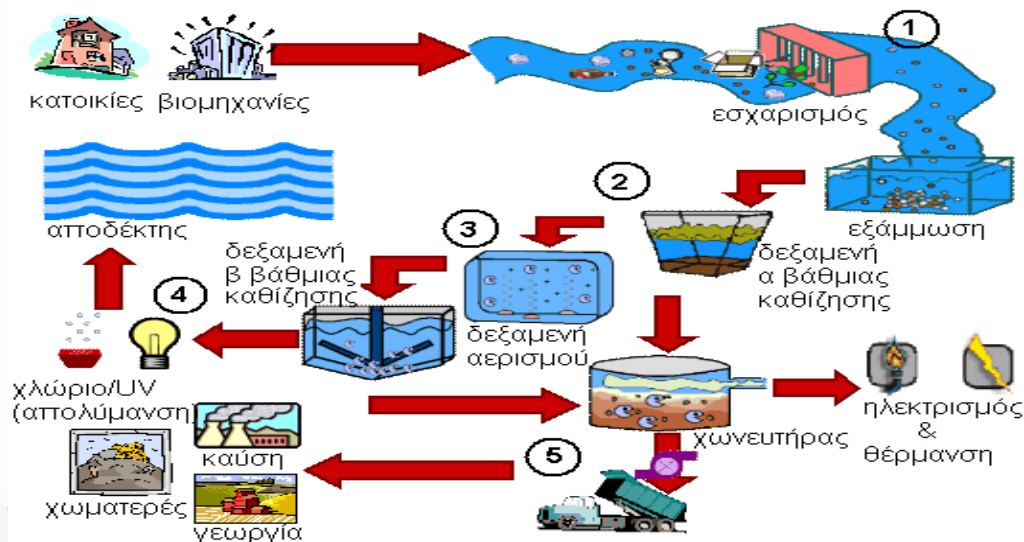 1
κατοικίες
βιομηχανίες
εσχαρισμός
2
εξάμμωση
αποδέκτης
3
δεξαμενή
α βάθμιας
καθίζησης
δεξαμενή
β βάθμιας
καθίζησης
4
δεξαμενή
αερισμού
χλώριο/UV
(απολύμανση)
ηλεκτρισμός
&
θέρμανση
χωνευτήρας
καύση
5
χωματερές
γεωργία